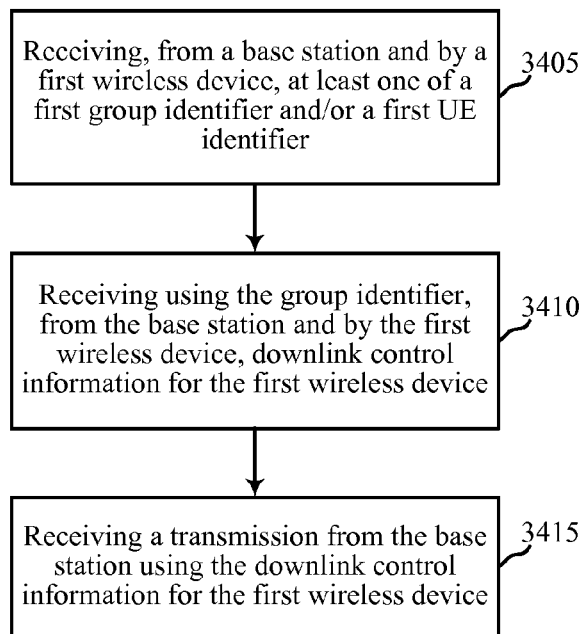 Receiving, from a base station and by a
first wireless device, at least one of a
first group identifier and/or a first UE
identifier
3405
Receiving using the group identifier,
from the base station and by the first
wireless device, downlink control
information for the first wireless device
3410
Receiving a transmission from the base
station using the downlink control
information for the first wireless device
3415